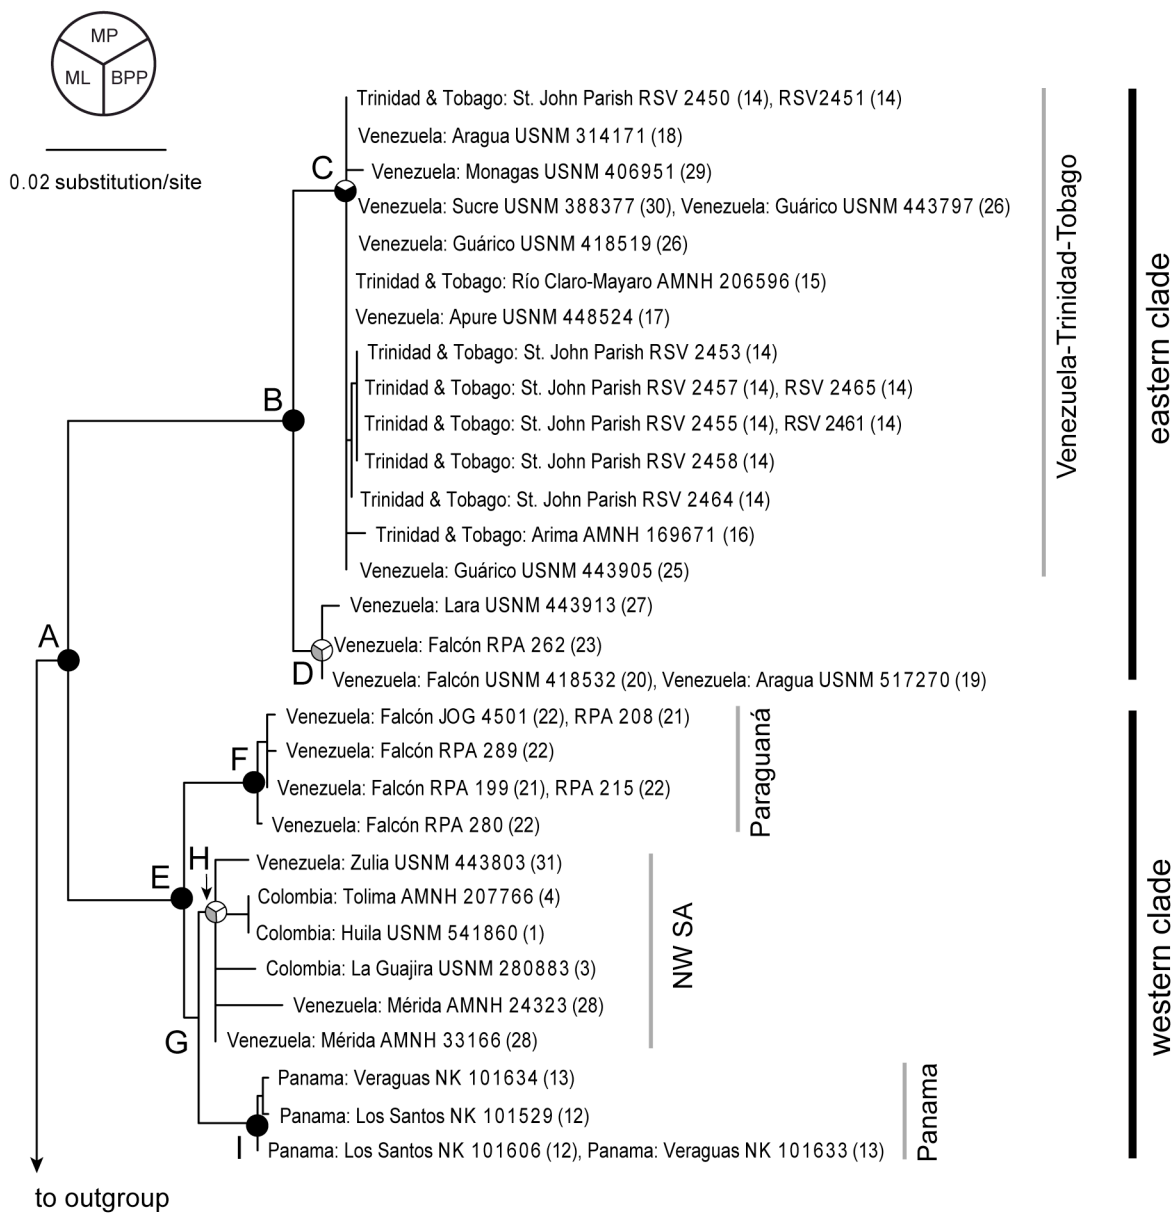 MP
ML BPP
0.02 substitution/site
C
Trinidad & Tobago: St. John Parish RSV 2450 (14), RSV2451 (14)
Venezuela: Aragua USNM 314171 (18)
Venezuela: Monagas USNM 406951 (29)
Venezuela: Sucre USNM 388377 (30), Venezuela: Guárico USNM 443797 (26)
Venezuela: Guárico USNM 418519 (26)
Trinidad & Tobago: Río Claro-Mayaro AMNH 206596 (15)
Venezuela: Apure USNM 448524 (17)
Trinidad & Tobago: St. John Parish RSV 2453 (14)
Trinidad & Tobago: St. John Parish RSV 2457 (14), RSV 2465 (14)
B
Trinidad & Tobago: St. John Parish RSV 2455 (14), RSV 2461 (14)
Trinidad & Tobago: St. John Parish RSV 2458 (14)
Trinidad & Tobago: St. John Parish RSV 2464 (14)
Trinidad & Tobago: Arima AMNH 169671 (16)
Venezuela: Guárico USNM 443905 (25)
Venezuela-Trinidad-Tobago
eastern clade
Venezuela: Lara USNM 443913 (27)
A
Venezuela: Falcón RPA 262 (23)
D
Venezuela: Falcón USNM 418532 (20), Venezuela: Aragua USNM 517270 (19)
Venezuela: Falcón JOG 4501 (22), RPA 208 (21)
F
Venezuela: Falcón RPA 289 (22)
Venezuela: Falcón RPA 199 (21), RPA 215 (22)
Venezuela: Falcón RPA 280 (22)
Paraguaná
E
H
Venezuela: Zulia USNM 443803 (31)
Colombia: Tolima AMNH 207766 (4)
Colombia: Huila USNM 541860 (1)
Colombia: La Guajira USNM 280883 (3)
Venezuela: Mérida AMNH 24323 (28)
G
Venezuela: Mérida AMNH 33166 (28)
NW SA
western clade
Panama: Veraguas NK 101634 (13)
Panama: Los Santos NK 101529 (12)
I
Panama: Los Santos NK 101606 (12), Panama: Veraguas NK 101633 (13)
Panama
to outgroup